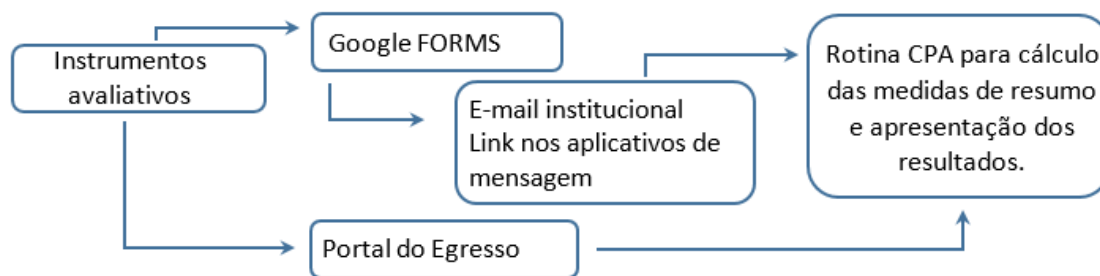 Instrumentos
avaliativos
Google FORMS
E-mail institucional
Link nos aplicativos de
mensagem
Rotina CPA para cálculo
das medidas de resumo
e apresentação dos
resultados.
Portal do Egresso